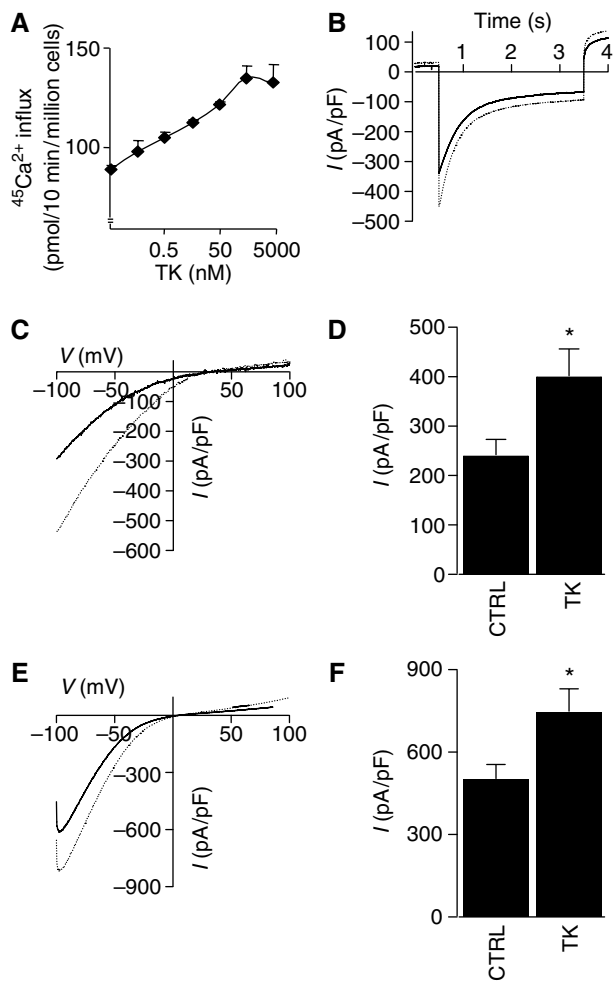 A
⁴⁵Ca²⁺ influx
(pmol/10 min/million cells)
100
0.5 50 5000
TK (nM)
B
Time (s)
1 2 3 4
100
0
−100
−200
−300
−400
−500
I (pA/pF)
C
V (mV)
−100 −50 50 100
−100
−200
−300
−400
−500
−600
I (pA/pF)
D
500
400
300
200
100
0
I (pA/pF)
*
CTRL
TK
E
V (mV)
−100 −50 50 100
−300
−600
−900
I (pA/pF)
F
900
600
300
0
I (pA/pF)
*
CTRL
TK